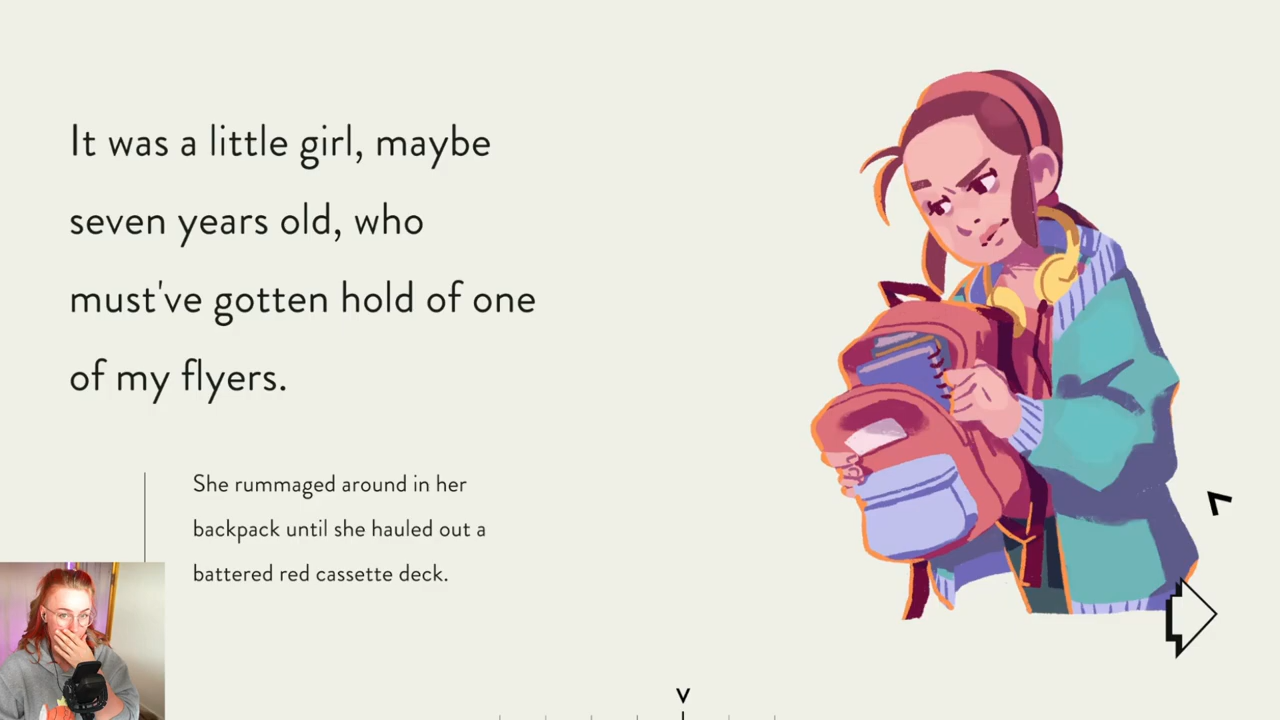 It was a little girl, maybe
seven years old, who
must've gotten hold of one
of my flyers.
She rummaged around in her
backpack until she hauled out a
battered red cassette deck.